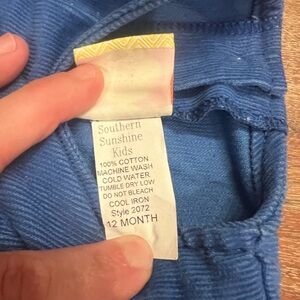 Southern
Sunshine
Kids
100% COTTON
MACHINE WASH
COLD WATER
TUMBLE DRY LOW
DO NOT BLEACH
COOL IRON
Style 2072
12 MONTH